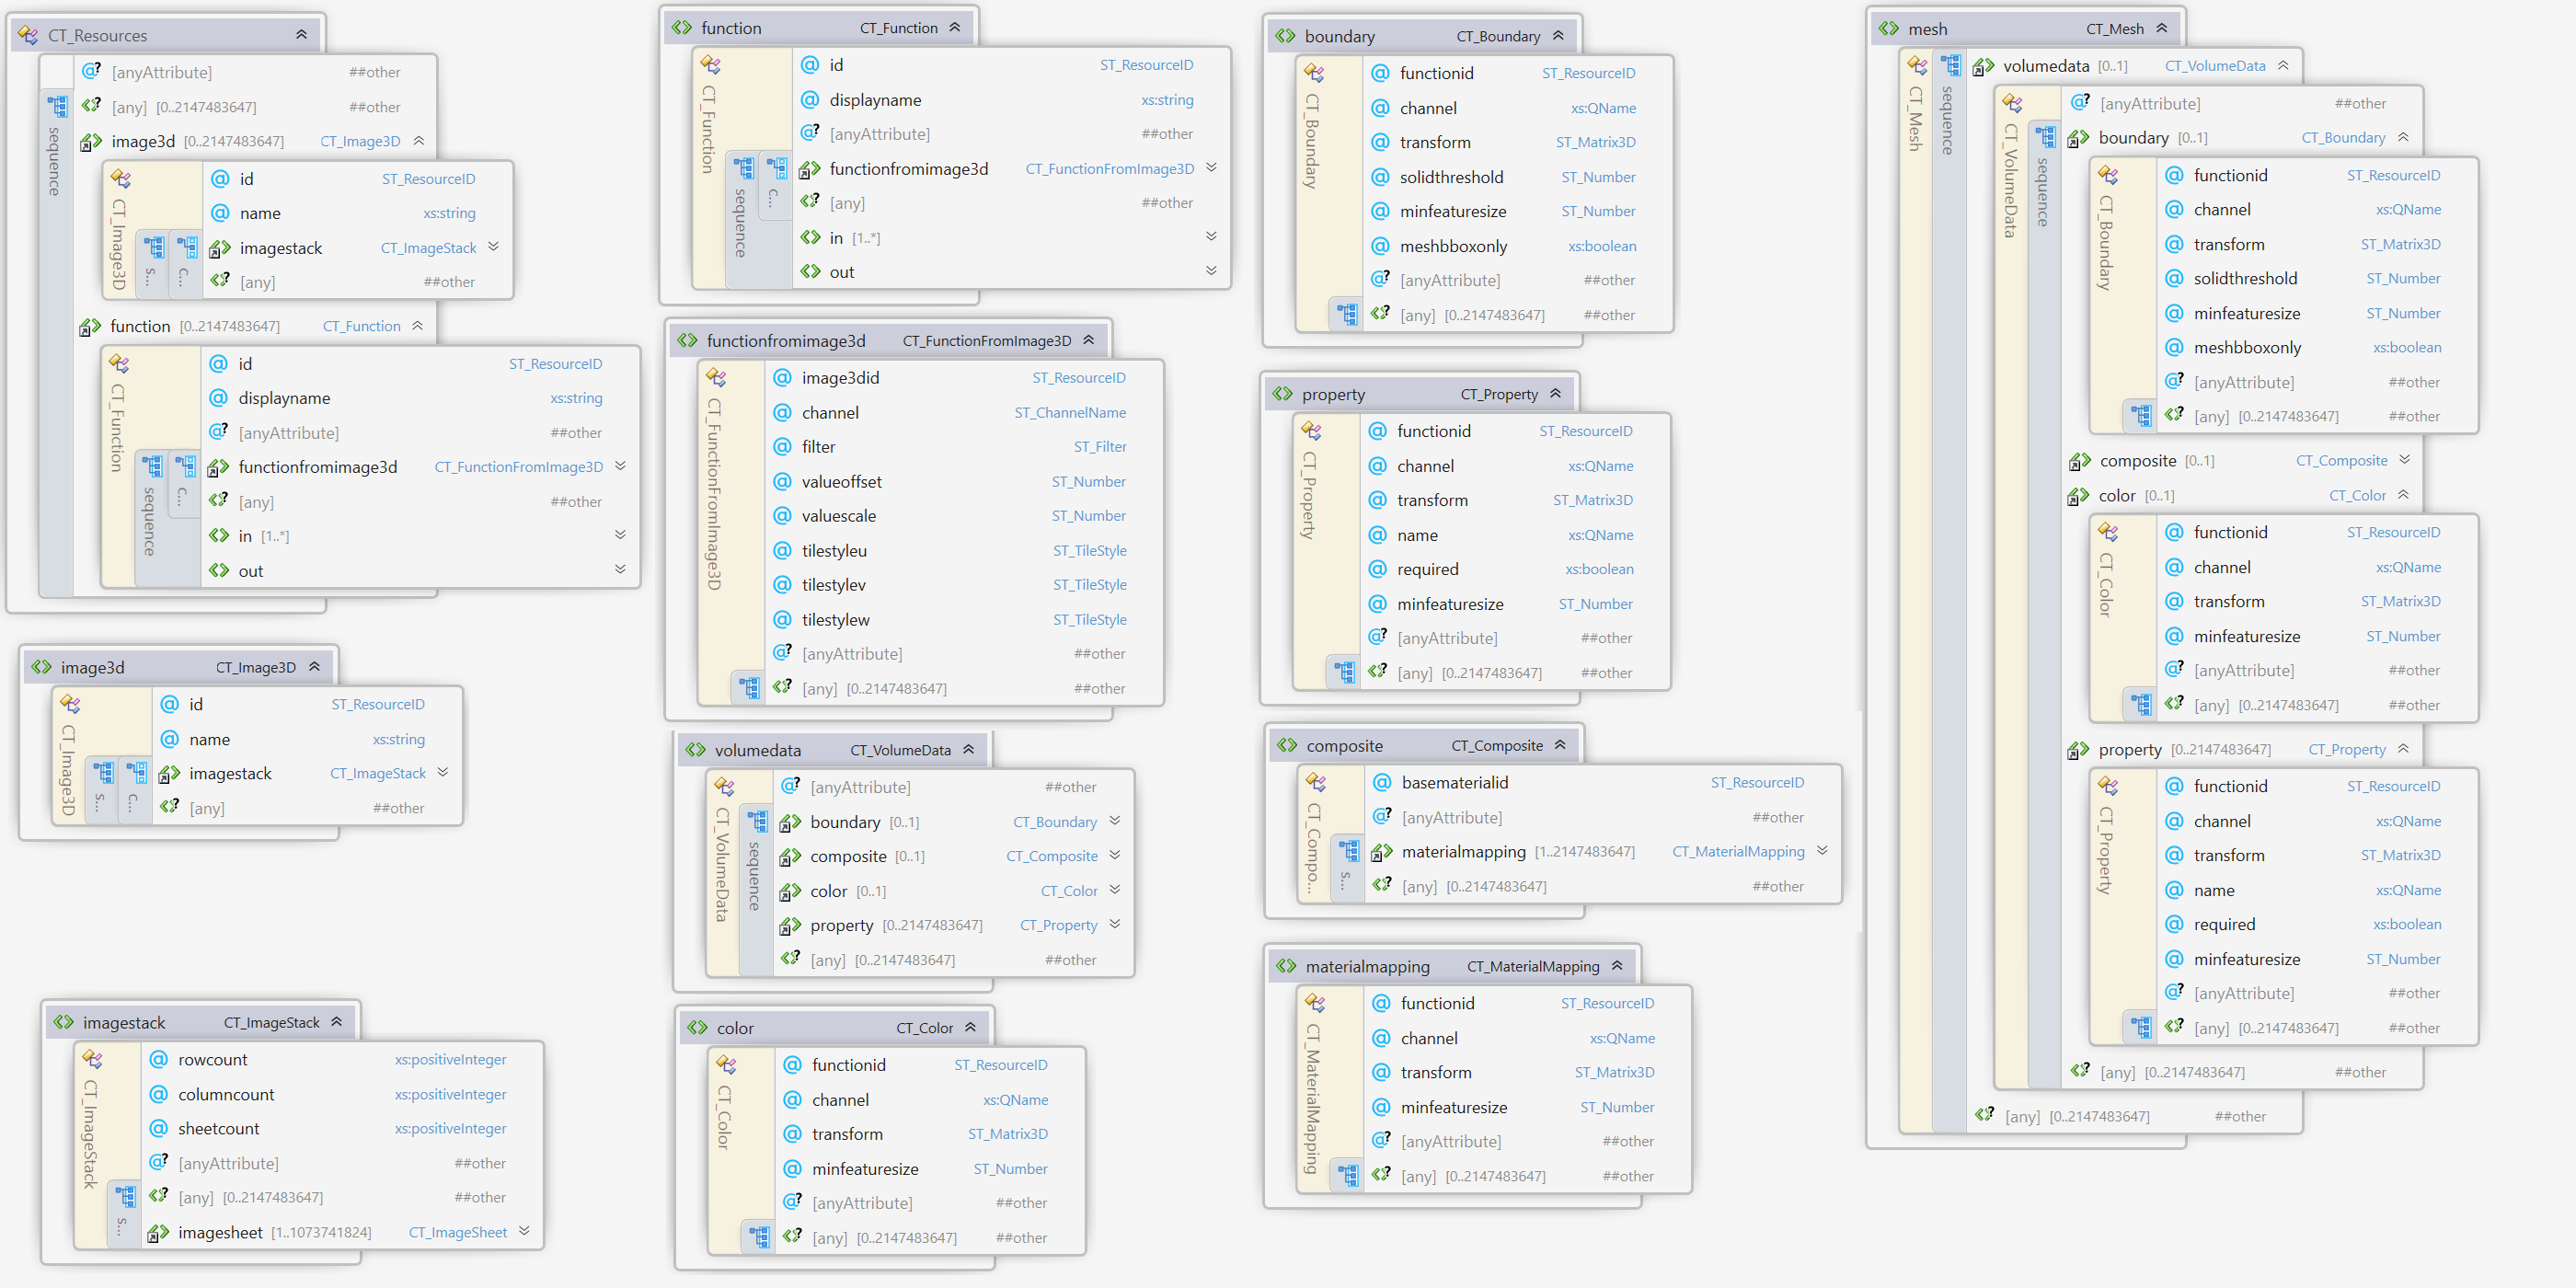 CT_Resources
[anyAttribute] ##other
[any] [0..2147483647] ##other
sequence
image3d [0..2147483647] CT_Image3D
CT_Image3D
id ST_ResourceID
name xs:string
s... c...
imagestack CT_ImageStack
[any] ##other
function [0..2147483647] CT_Function
CT_Function
id ST_ResourceID
displayname xs:string
[anyAttribute] ##other
sequence c...
functionfromimage3d CT_FunctionFromImage3D
[any] ##other
in [1..*]
out
image3d CT_Image3D
CT_Image3D
id ST_ResourceID
name xs:string
s... c...
imagestack CT_ImageStack
[any] ##other
imagestack CT_ImageStack
CT_ImageStack
rowcount xs:positiveInteger
columncount xs:positiveInteger
sheetcount xs:positiveInteger
[anyAttribute] ##other
[any] [0..2147483647] ##other
s...
imagesheet [1..1073741824] CT_ImageSheet
function CT_Function
CT_Function
id ST_ResourceID
displayname xs:string
[anyAttribute] ##other
sequence c...
functionfromimage3d CT_FunctionFromImage3D
[any] ##other
in [1..*]
out
functionfromimage3d CT_FunctionFromImage3D
CT_FunctionFromImage3D
image3did ST_ResourceID
channel ST_ChannelName
filter ST_Filter
valueoffset ST_Number
valuescale ST_Number
tilestyleu ST_TileStyle
tilestylev ST_TileStyle
tilestylew ST_TileStyle
[anyAttribute] ##other
[any] [0..2147483647] ##other
volumedata CT_VolumeData
CT_VolumeData
[anyAttribute] ##other
sequence
boundary [0..1] CT_Boundary
composite [0..1] CT_Composite
color [0..1] CT_Color
property [0..2147483647] CT_Property
[any] [0..2147483647] ##other
color CT_Color
CT_Color
functionid ST_ResourceID
channel xs:QName
transform ST_Matrix3D
minfeaturesize ST_Number
[anyAttribute] ##other
[any] [0..2147483647] ##other
boundary CT_Boundary
CT_Boundary
functionid ST_ResourceID
channel xs:QName
transform ST_Matrix3D
solidthreshold ST_Number
minfeaturesize ST_Number
meshbboxonly xs:boolean
[anyAttribute] ##other
[any] [0..2147483647] ##other
property CT_Property
CT_Property
functionid ST_ResourceID
channel xs:QName
transform ST_Matrix3D
name xs:QName
required xs:boolean
minfeaturesize ST_Number
[anyAttribute] ##other
[any] [0..2147483647] ##other
composite CT_Composite
CT_Compo...
basematerialid ST_ResourceID
[anyAttribute] ##other
s...
materialmapping [1..2147483647] CT_MaterialMapping
[any] [0..2147483647] ##other
materialmapping CT_MaterialMapping
CT_MaterialMapping
functionid ST_ResourceID
channel xs:QName
transform ST_Matrix3D
minfeaturesize ST_Number
[anyAttribute] ##other
[any] [0..2147483647] ##other
mesh CT_Mesh
CT_Mesh
sequence
volumedata [0..1] CT_VolumeData
CT_VolumeData
[anyAttribute] ##other
sequence
boundary [0..1] CT_Boundary
CT_Boundary
functionid ST_ResourceID
channel xs:QName
transform ST_Matrix3D
solidthreshold ST_Number
minfeaturesize ST_Number
meshbboxonly xs:boolean
[anyAttribute] ##other
[any] [0..2147483647] ##other
composite [0..1] CT_Composite
color [0..1] CT_Color
CT_Color
functionid ST_ResourceID
channel xs:QName
transform ST_Matrix3D
minfeaturesize ST_Number
[anyAttribute] ##other
[any] [0..2147483647] ##other
property [0..2147483647] CT_Property
CT_Property
functionid ST_ResourceID
channel xs:QName
transform ST_Matrix3D
name xs:QName
required xs:boolean
minfeaturesize ST_Number
[anyAttribute] ##other
[any] [0..2147483647] ##other
[any] [0..2147483647] ##other
[any] [0..2147483647] ##other